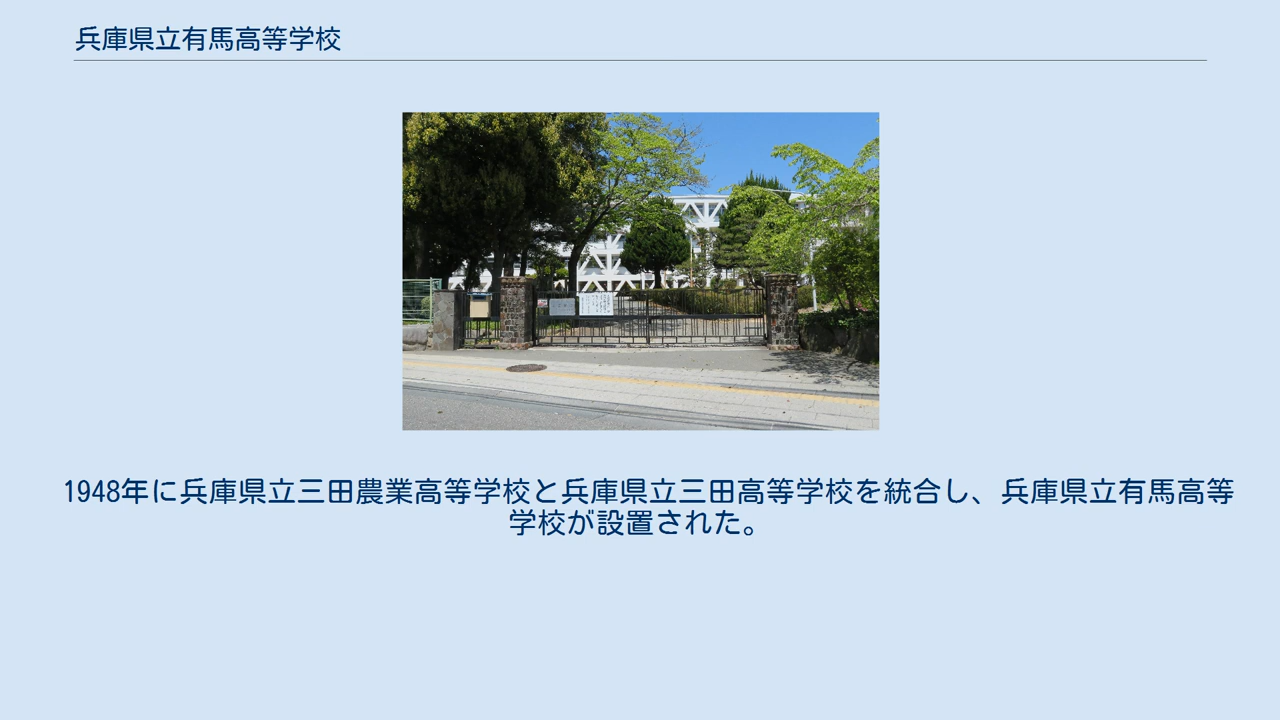 兵庫県立有馬高等学校
1948年に兵庫県立三田農業高等学校と兵庫県立三田高等学校を統合し、兵庫県立有馬高等
学校が設置された。